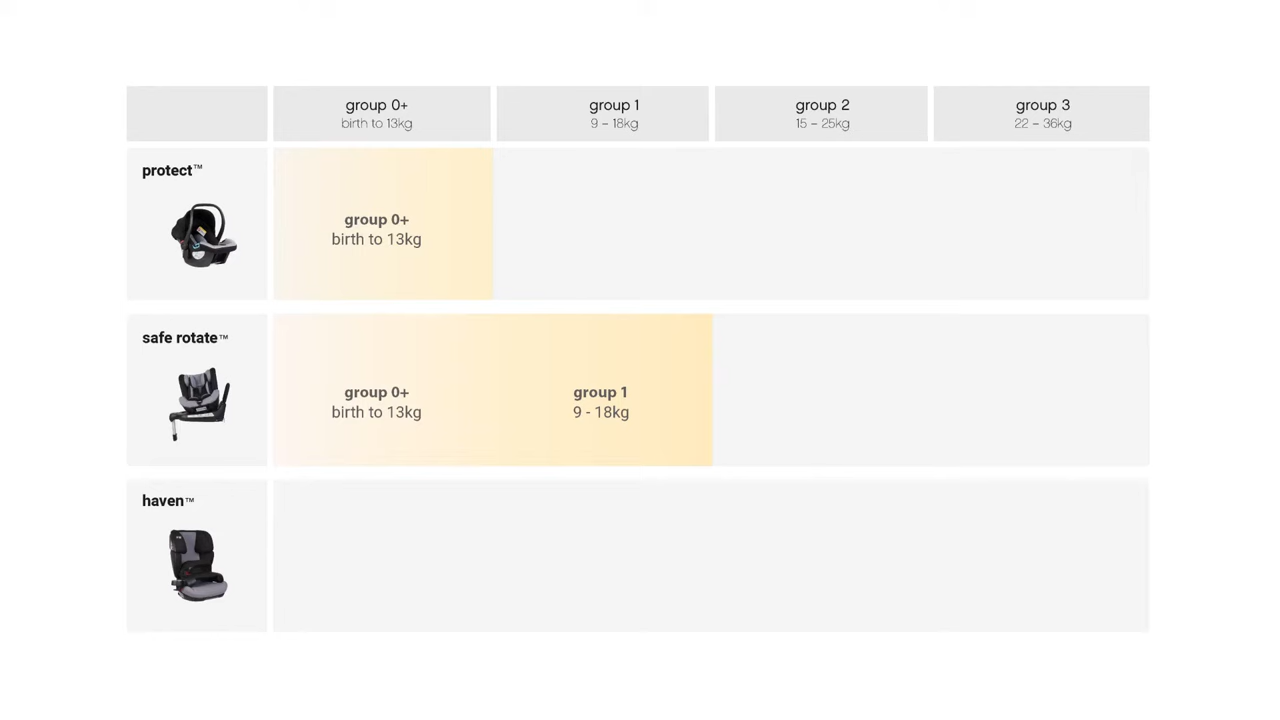 group 0+
birth to 13kg
group 1
9 – 18kg
group 2
15 – 25kg
group 3
22 – 36kg
protect™
group 0+
birth to 13kg
safe rotate™
group 0+
birth to 13kg
group 1
9 - 18kg
haven™